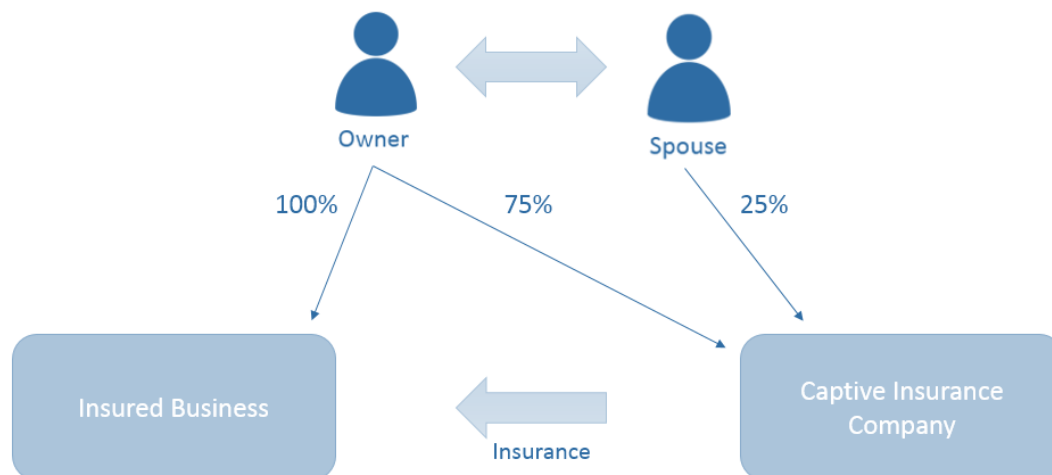 Owner
Spouse
100%
75%
25%
Insured Business
Insurance
Captive Insurance
Company